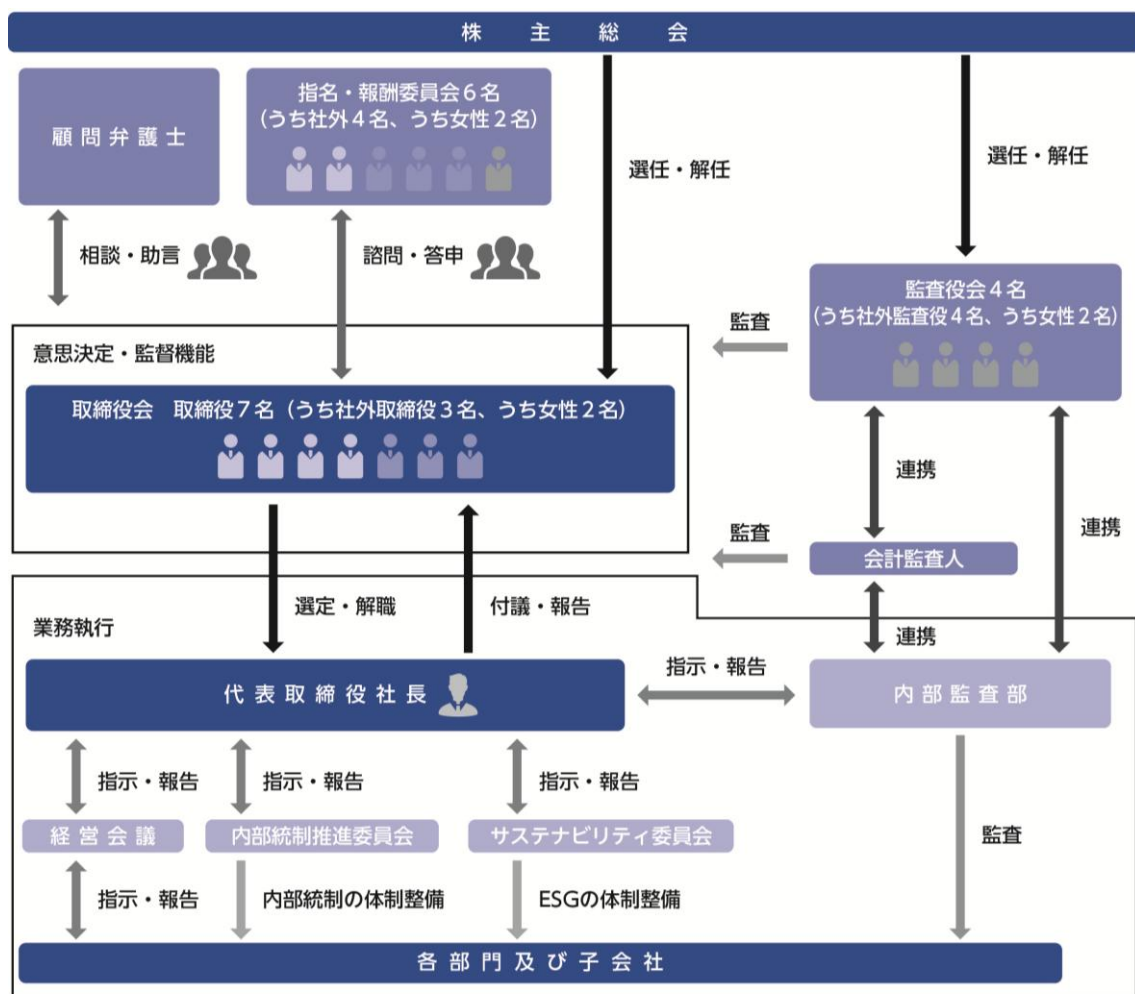 株主総会
顧問弁護士
指名・報酬委員会6名
(うち社外4名、うち女性2名)
選任・解任
選任・解任
相談・助言
諮問・答申
監査役会4名
(うち社外監査役4名、うち女性2名)
監査
意思決定・監督機能
取締役会 取締役7名(うち社外取締役3名、うち女性2名)
連携
連携
監査
会計監査人
選定・解職
付議・報告
連携
業務執行
代表取締役社長
指示・報告
内部監査部
指示・報告
指示・報告
指示・報告
経営会議
内部統制推進委員会
サステナビリティ委員会
監査
指示・報告
内部統制の体制整備
ESGの体制整備
各部門及び子会社